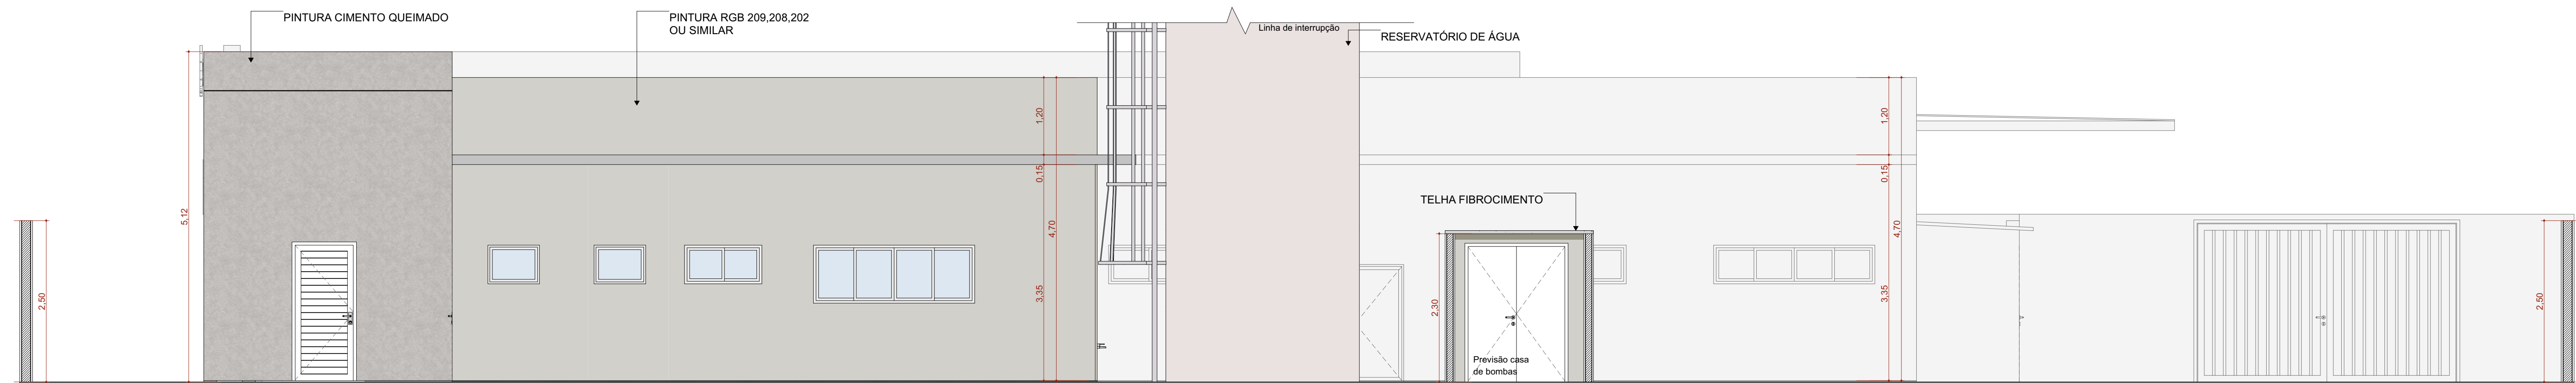 PINTURA CIMENTO QUEIMADO
PINTURA RGB 209,208,202
OU SIMILAR
Linha de interrupção
RESERVATÓRIO DE ÁGUA
TELHA FIBROCIMENTO
Previsão casa
de bombas
2,50
5,12
1,20
0,15
4,70
3,35
2,30
1,20
0,15
4,70
3,35
2,50